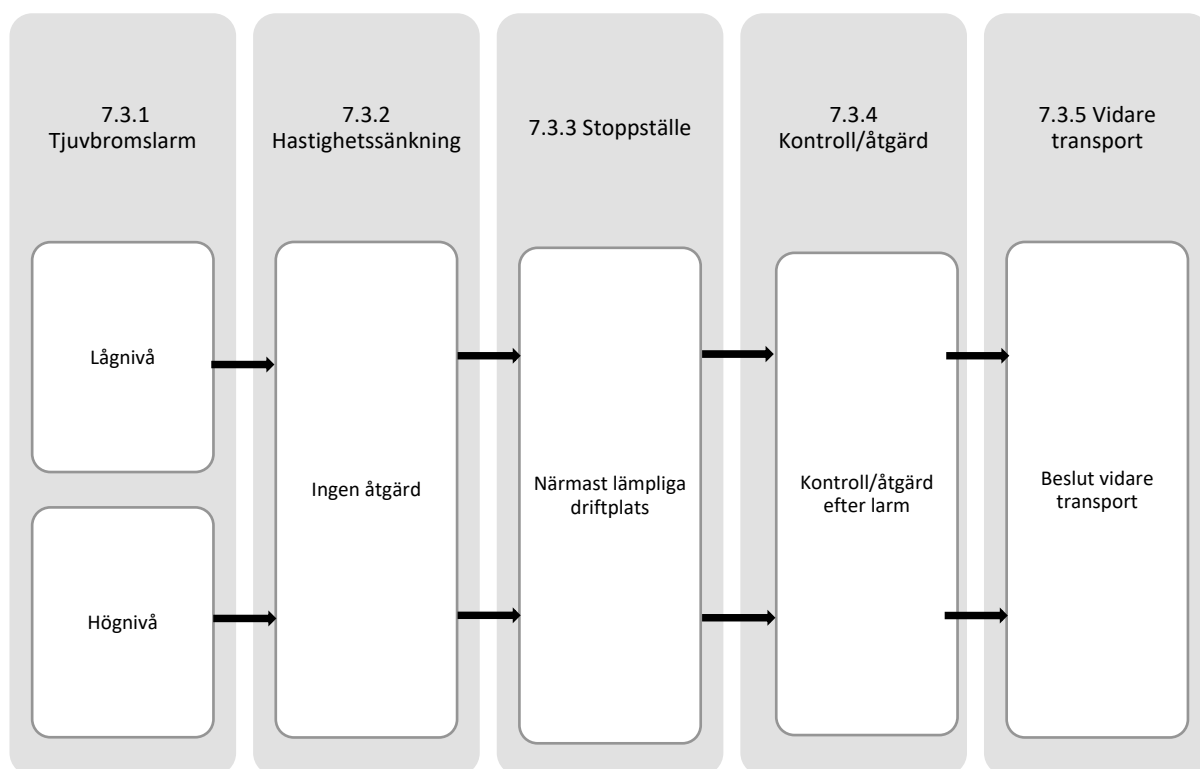 7.3.1
Tjuvbromslarm
7.3.2
Hastighetssänkning
7.3.3 Stoppställe
7.3.4
Kontroll/åtgärd
7.3.5 Vidare
transport
Lågnivå
Högnivå
Ingen åtgärd
Närmast lämpliga
driftplats
Kontroll/åtgärd
efter larm
Beslut vidare
transport